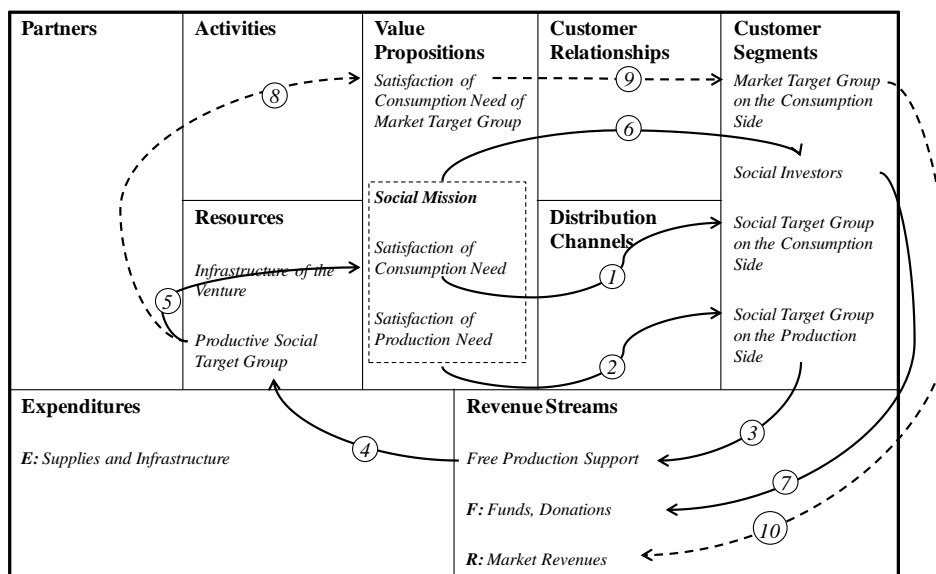 Partners
Activities
Value
Propositions
Customer
Relationships
Customer
Segments
8
Satisfaction of
Consumption Need of
Market Target Group
9
Market Target Group
on the Consumption
Side
6
Social Investors
Social Mission
Resources
Distribution
Channels
Social Target Group
on the Consumption
Side
Satisfaction of
Consumption Need
1
Infrastructure of the
Venture
5
Satisfaction of
Production Need
Social Target Group
on the Production
Side
Productive Social
Target Group
2
Expenditures
Revenue Streams
3
4
E: Supplies and Infrastructure
Free Production Support
7
F: Funds, Donations
10
R: Market Revenues